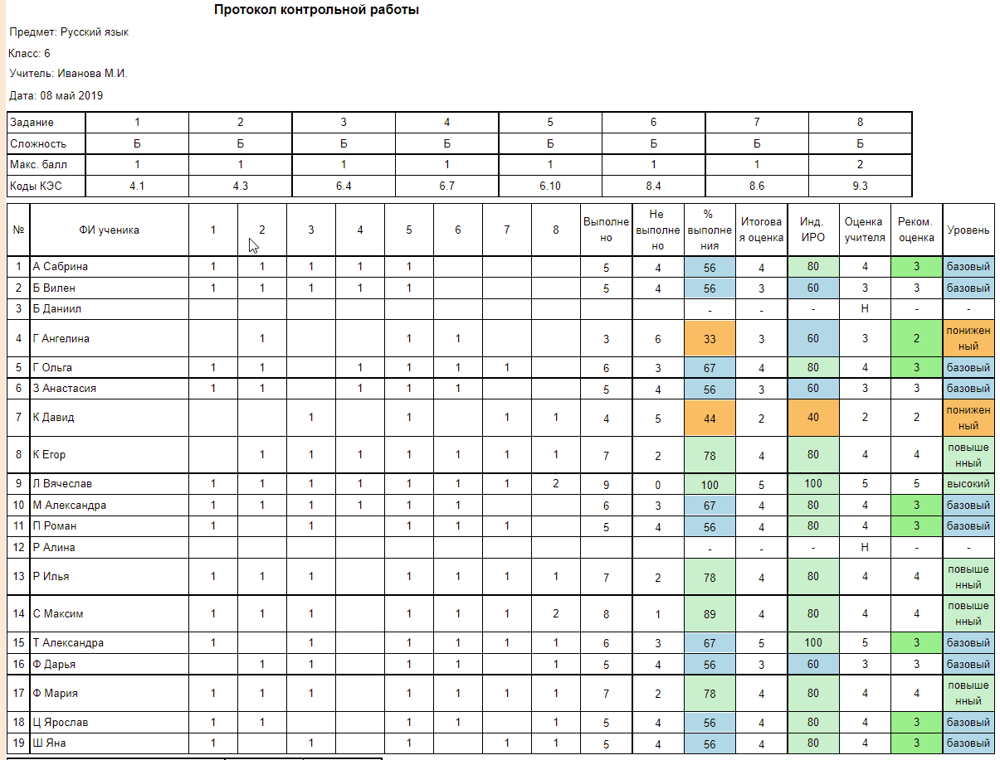 Протокол контрольной работы
Предмет: Русский язык
Класс: 6
Учитель: Иванова М.И.
Дата: 08 май 2019
Задание 1 2 3 4 5 6 7 8
Сложность Б Б Б Б Б Б Б Б
Макс. балл 1 1 1 1 1 1 1 2
Коды КЭС 4.1 4.3 6.4 6.7 6.10 8.4 8.6 9.3
№ ФИ ученика 1 2 3 4 5 6 7 8 Выполнено Не выполнено % выполнения Итоговая оценка Инд. ИРО Оценка учителя Реком. оценка Уровень
1 А Сабрина 1 1 1 1 1 5 4 56 4 80 4 3 базовый
2 Б Вилен 1 1 1 1 1 5 4 56 3 60 3 3 базовый
3 Б Даниил - - - Н - -
4 Г Ангелина 1 1 1 3 6 33 3 60 3 2 пониженный
5 Г Ольга 1 1 1 1 1 1 6 3 67 4 80 4 3 базовый
6 З Анастасия 1 1 1 1 1 5 4 56 3 60 3 3 базовый
7 К Давид 1 1 1 1 4 5 44 2 40 2 2 пониженный
8 К Егор 1 1 1 1 1 1 1 7 2 78 4 80 4 4 повышенный
9 Л Вячеслав 1 1 1 1 1 1 1 2 9 0 100 5 100 5 5 высокий
10 М Александра 1 1 1 1 1 1 6 3 67 4 80 4 3 базовый
11 П Роман 1 1 1 1 1 5 4 56 4 80 4 3 базовый
12 Р Алина - - - Н - -
13 Р Илья 1 1 1 1 1 1 1 7 2 78 4 80 4 4 повышенный
14 С Максим 1 1 1 1 1 1 2 8 1 89 4 80 4 4 повышенный
15 Т Александра 1 1 1 1 1 1 6 3 67 5 100 5 3 базовый
16 Ф Дарья 1 1 1 1 1 5 4 56 3 60 3 3 базовый
17 Ф Мария 1 1 1 1 1 1 1 7 2 78 4 80 4 4 повышенный
18 Ц Ярослав 1 1 1 1 1 5 4 56 4 80 4 3 базовый
19 Ш Яна 1 1 1 1 1 5 4 56 4 80 4 3 базовый